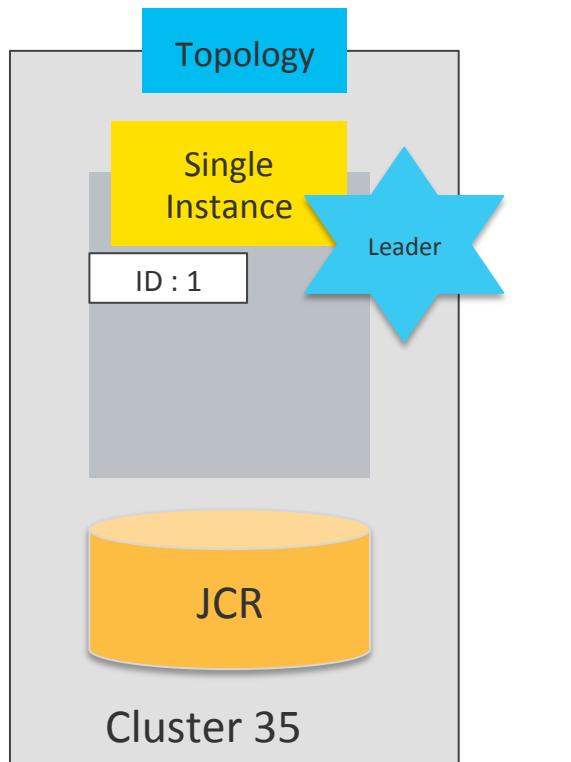 Topology
Single
Instance
Leader
ID : 1
JCR
Cluster 35